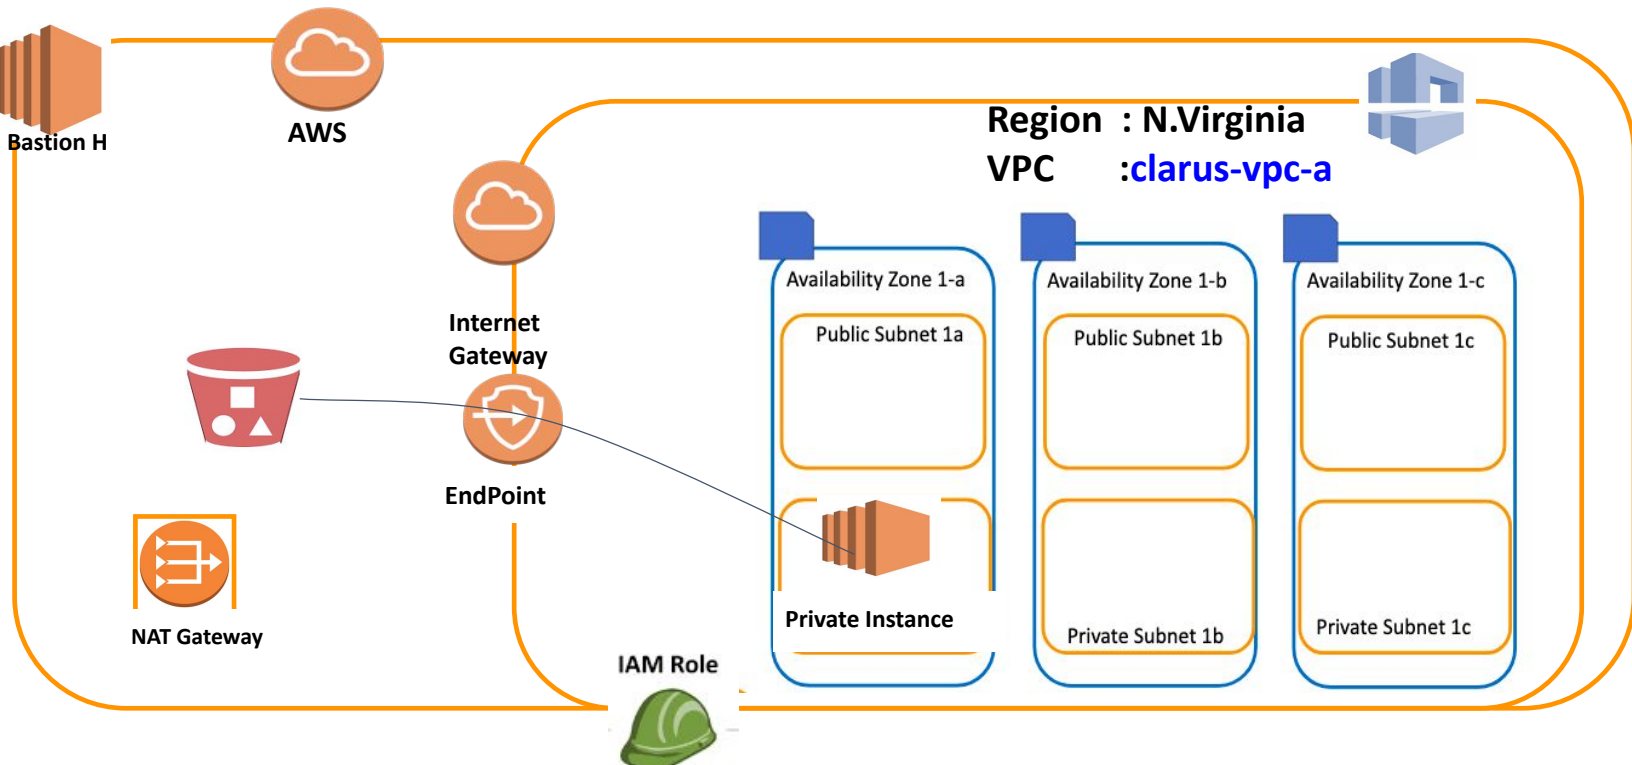 Bastion H
AWS
Region : N.Virginia
VPC :clarus-vpc-a
Internet
Gateway
EndPoint
NAT Gateway
IAM Role
Availability Zone 1-a
Public Subnet 1a
Private Instance
Availability Zone 1-b
Public Subnet 1b
Private Subnet 1b
Availability Zone 1-c
Public Subnet 1c
Private Subnet 1c